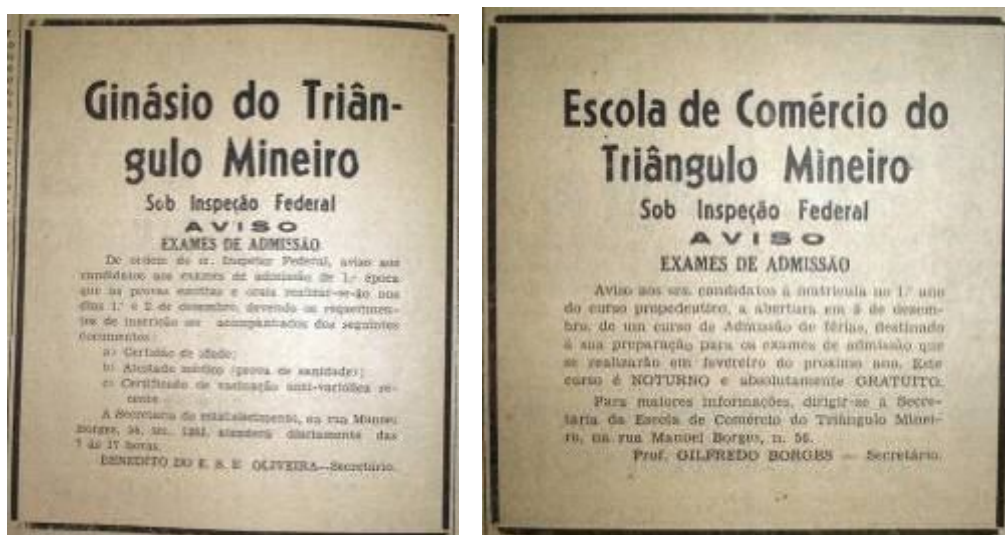 Ginásio do Triân-
gulo Mineiro
Sob Inspeção Federal
AVISO
EXAMES DE ADMISSÃO
De ordem do sr. Inspetor Federal, aviso aos
candidatos aos exames de admissão de 1.ª época
que as provas escritas e orais realizar-se-ão nos
dias 1.º e 2 de dezembro, devendo os requerimen-
tos de inscrição ser acompanhados dos seguintes
documentos:
a) Certidão de idade;
b) Atestado médico (prova de sanidade);
c) Certificado de vacinação anti-variólica re-
cente
A Secretaria do estabelecimento, na rua Manoel
Borges, 56, atenderá diariamente das
7 às 17 horas.
BENEDITO DO E. S. E OLIVEIRA—Secretário.
Escola de Comércio do
Triângulo Mineiro
Sob Inspeção Federal
AVISO
EXAMES DE ADMISSÃO
Aviso aos srs. candidatos à matrícula no 1.º ano
do curso propedêutico, a abertura em 3 de dezem-
bro, de um curso de Admissão de férias, destinado
à sua preparação para os exames de admissão que
se realizarão em fevereiro do proximo ano. Este
curso é NOTURNO e absolutamente GRATUITO.
Para maiores informações, dirigir-se à Secre-
taria da Escola de Comércio do Triângulo Minei-
ro, na rua Manoel Borges, n. 56.
Prof. GILFREDO BORGES — Secretário.